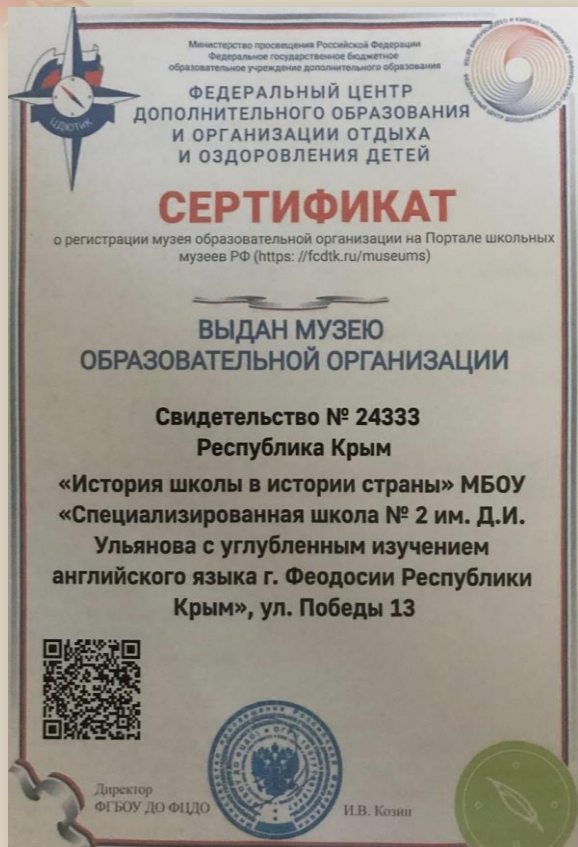 Министерство просвещения Российской Федерации
Федеральное государственное бюджетное
образовательное учреждение дополнительного образования
ФЕДЕРАЛЬНЫЙ ЦЕНТР
ДОПОЛНИТЕЛЬНОГО ОБРАЗОВАНИЯ
И ОРГАНИЗАЦИИ ОТДЫХА
И ОЗДОРОВЛЕНИЯ ДЕТЕЙ
ЦДЮТИК
СЕРТИФИКАТ
о регистрации музея образовательной организации на Портале школьных
музеев РФ (https: //fcdtk.ru/museums)
ВЫДАН МУЗЕЮ
ОБРАЗОВАТЕЛЬНОЙ ОРГАНИЗАЦИИ
Свидетельство № 24333
Республика Крым
«История школы в истории страны» МБОУ
«Специализированная школа № 2 им. Д.И.
Ульянова с углубленным изучением
английского языка г. Феодосии Республики
Крым», ул. Победы 13
Директор
ФГБОУ ДО ФЦДО
И.В. Козин